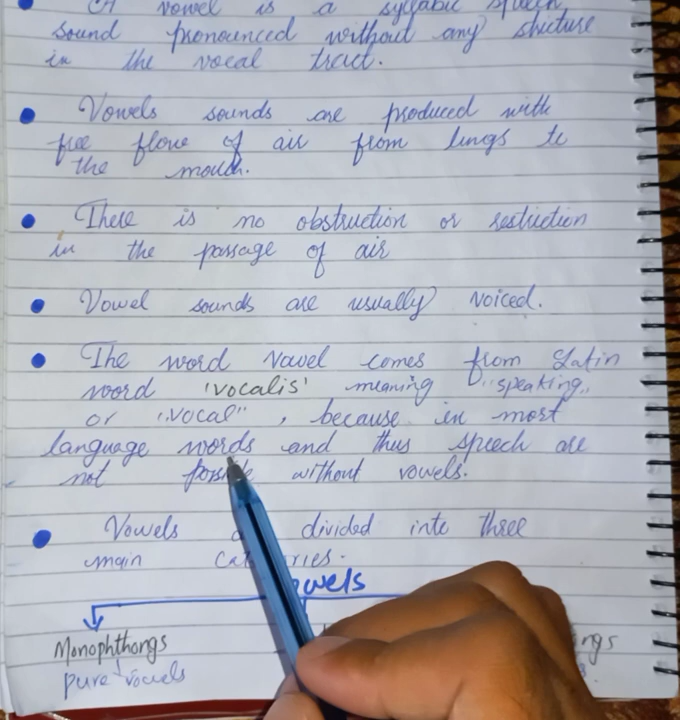 A vowel is a syllabic speech
sound pronounced without any stricture
in the vocal tract.
Vowels sounds are produced with
free flow of air from lungs to
the mouth.
There is no obstruction or restriction
in the passage of air
Vowel sounds are usually voiced.
The word vowel comes from Latin
word 'vocalis' meaning "speaking"
or "vocal", because in most
language words and thus speech are
not without vowels.
Vowels divided into three
main
Monophthongs
pure vowels